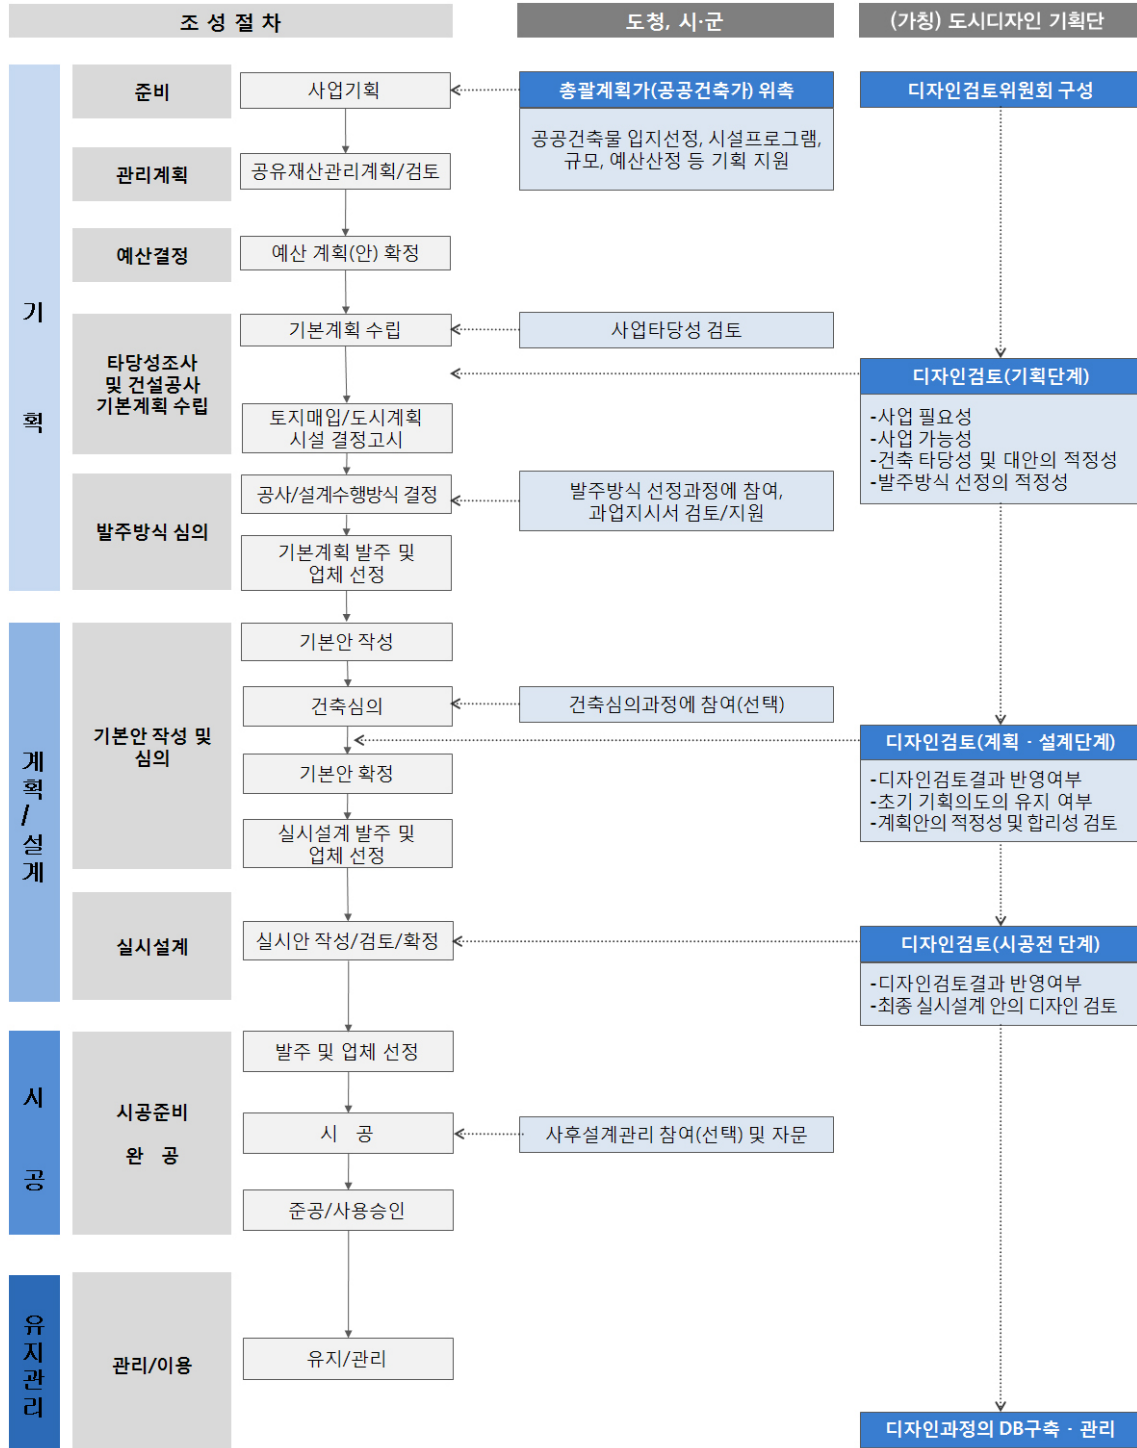 조 성 절 차
도청, 시·군
(가칭) 도시디자인 기획단
기
획
준비
사업기획
총괄계획가(공공건축가) 위촉
공공건축물 입지선정, 시설프로그램,
규모, 예산산정 등 기획 지원
디자인검토위원회 구성
관리계획
공유재산관리계획/검토
예산결정
예산 계획(안) 확정
타당성조사
및 건설공사
기본계획 수립
기본계획 수립
사업타당성 검토
디자인검토(기획단계)
-사업 필요성
-사업 가능성
-건축 타당성 및 대안의 적정성
-발주방식 선정의 적정성
토지매입/도시계획
시설 결정고시
발주방식 심의
공사/설계수행방식 결정
발주방식 선정과정에 참여,
과업지시서 검토/지원
기본계획 발주 및
업체 선정
계
획
/
설
계
기본안 작성 및
심의
기본안 작성
건축심의
건축심의과정에 참여(선택)
디자인검토(계획 - 설계단계)
-디자인검토결과 반영여부
-초기 기획의도의 유지 여부
-계획안의 적정성 및 합리성 검토
기본안 확정
실시설계 발주 및
업체 선정
실시설계
실시안 작성/검토/확정
디자인검토(시공전 단계)
-디자인검토결과 반영여부
-최종 실시설계 안의 디자인 검토
시
공
시공준비
완 공
발주 및 업체 선정
시 공
사후설계관리 참여(선택) 및 자문
준공/사용승인
유
지
관
리
관리/이용
유지/관리
디자인과정의 DB구축 - 관리